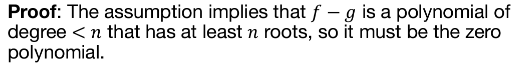 Proof: The assumption implies that f − g is a polynomial of
degree < n that has at least n roots, so it must be the zero
polynomial.